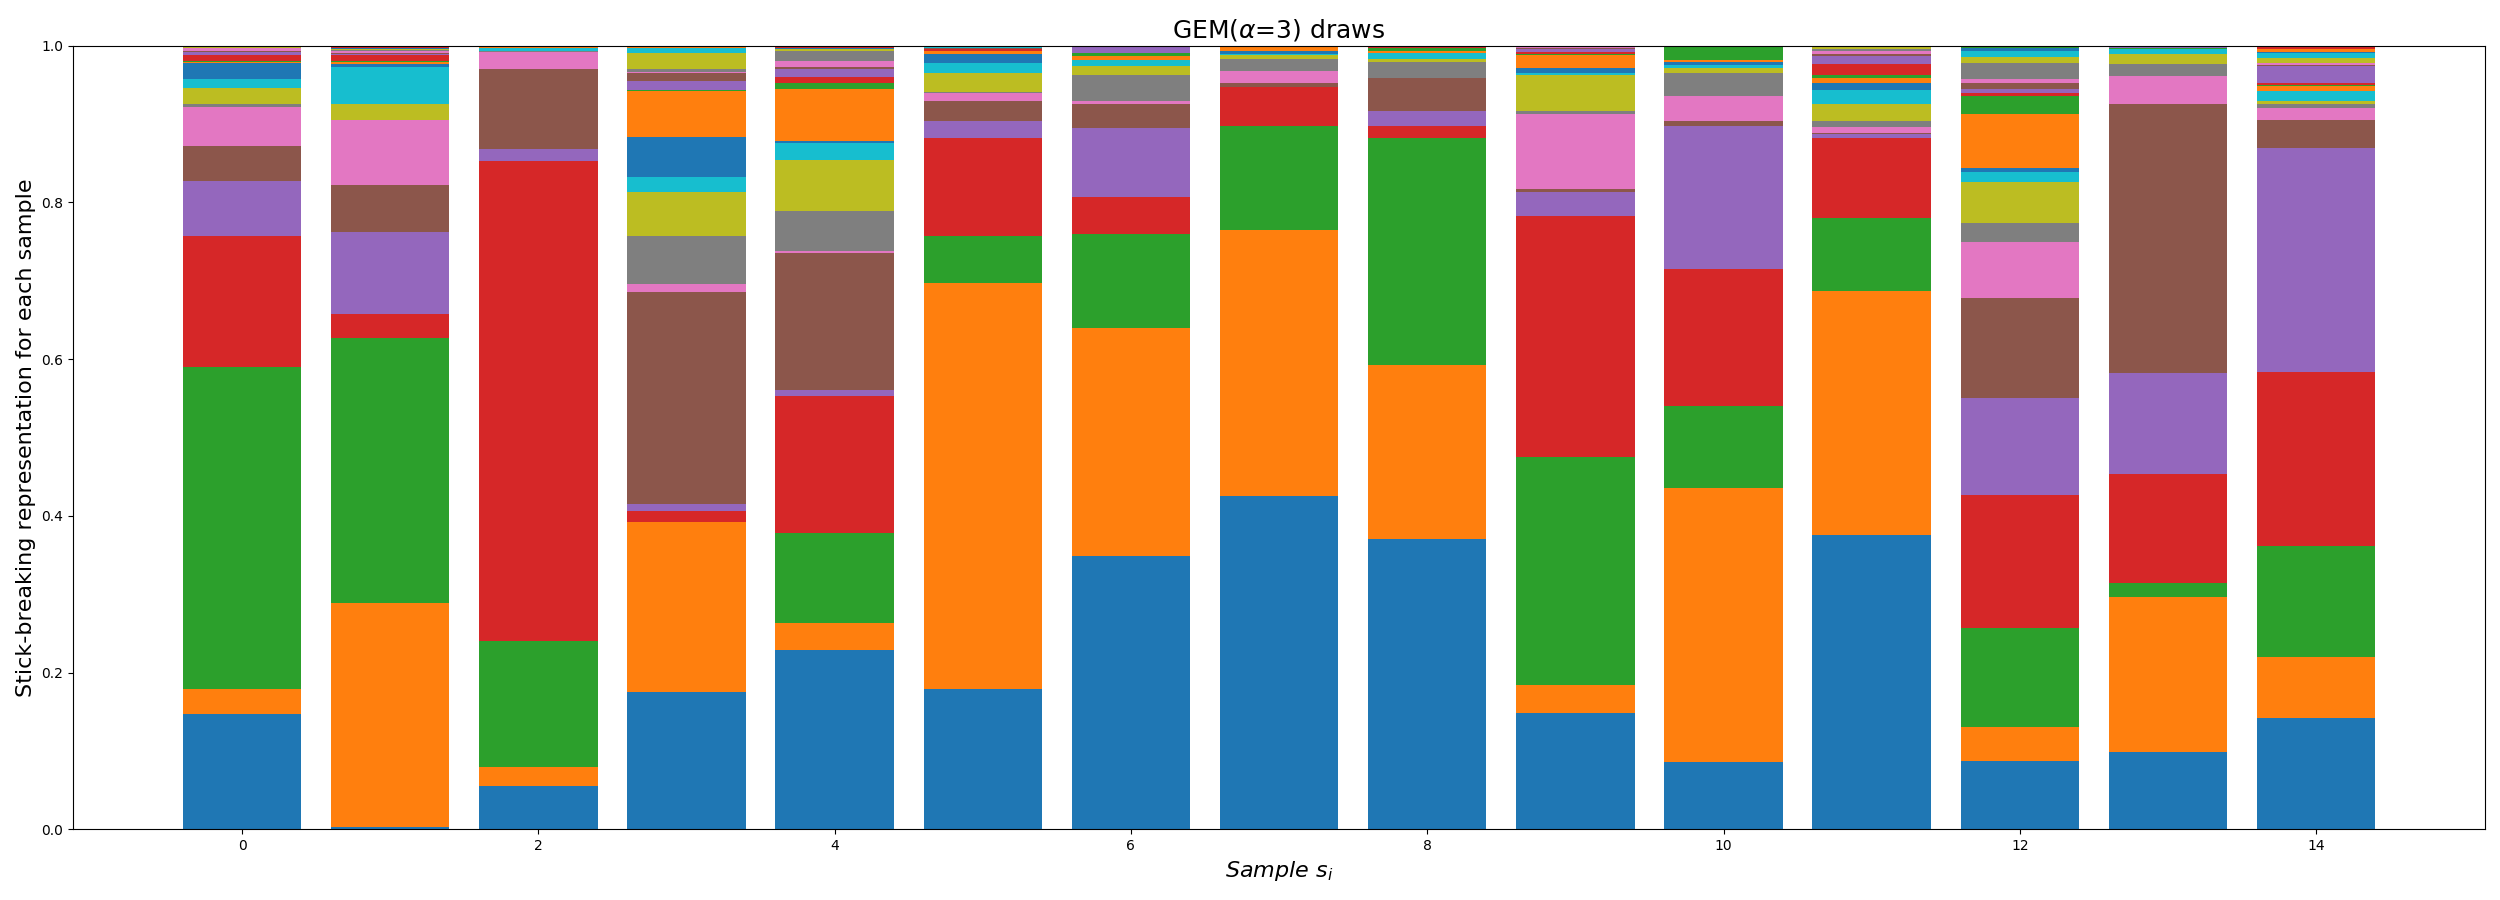 GEM(α=3) draws
Stick-breaking representation for each sample
1.0
0.8
0.6
0.4
0.2
0.0
0 2 4 6 8 10 12 14
Sample sᵢ